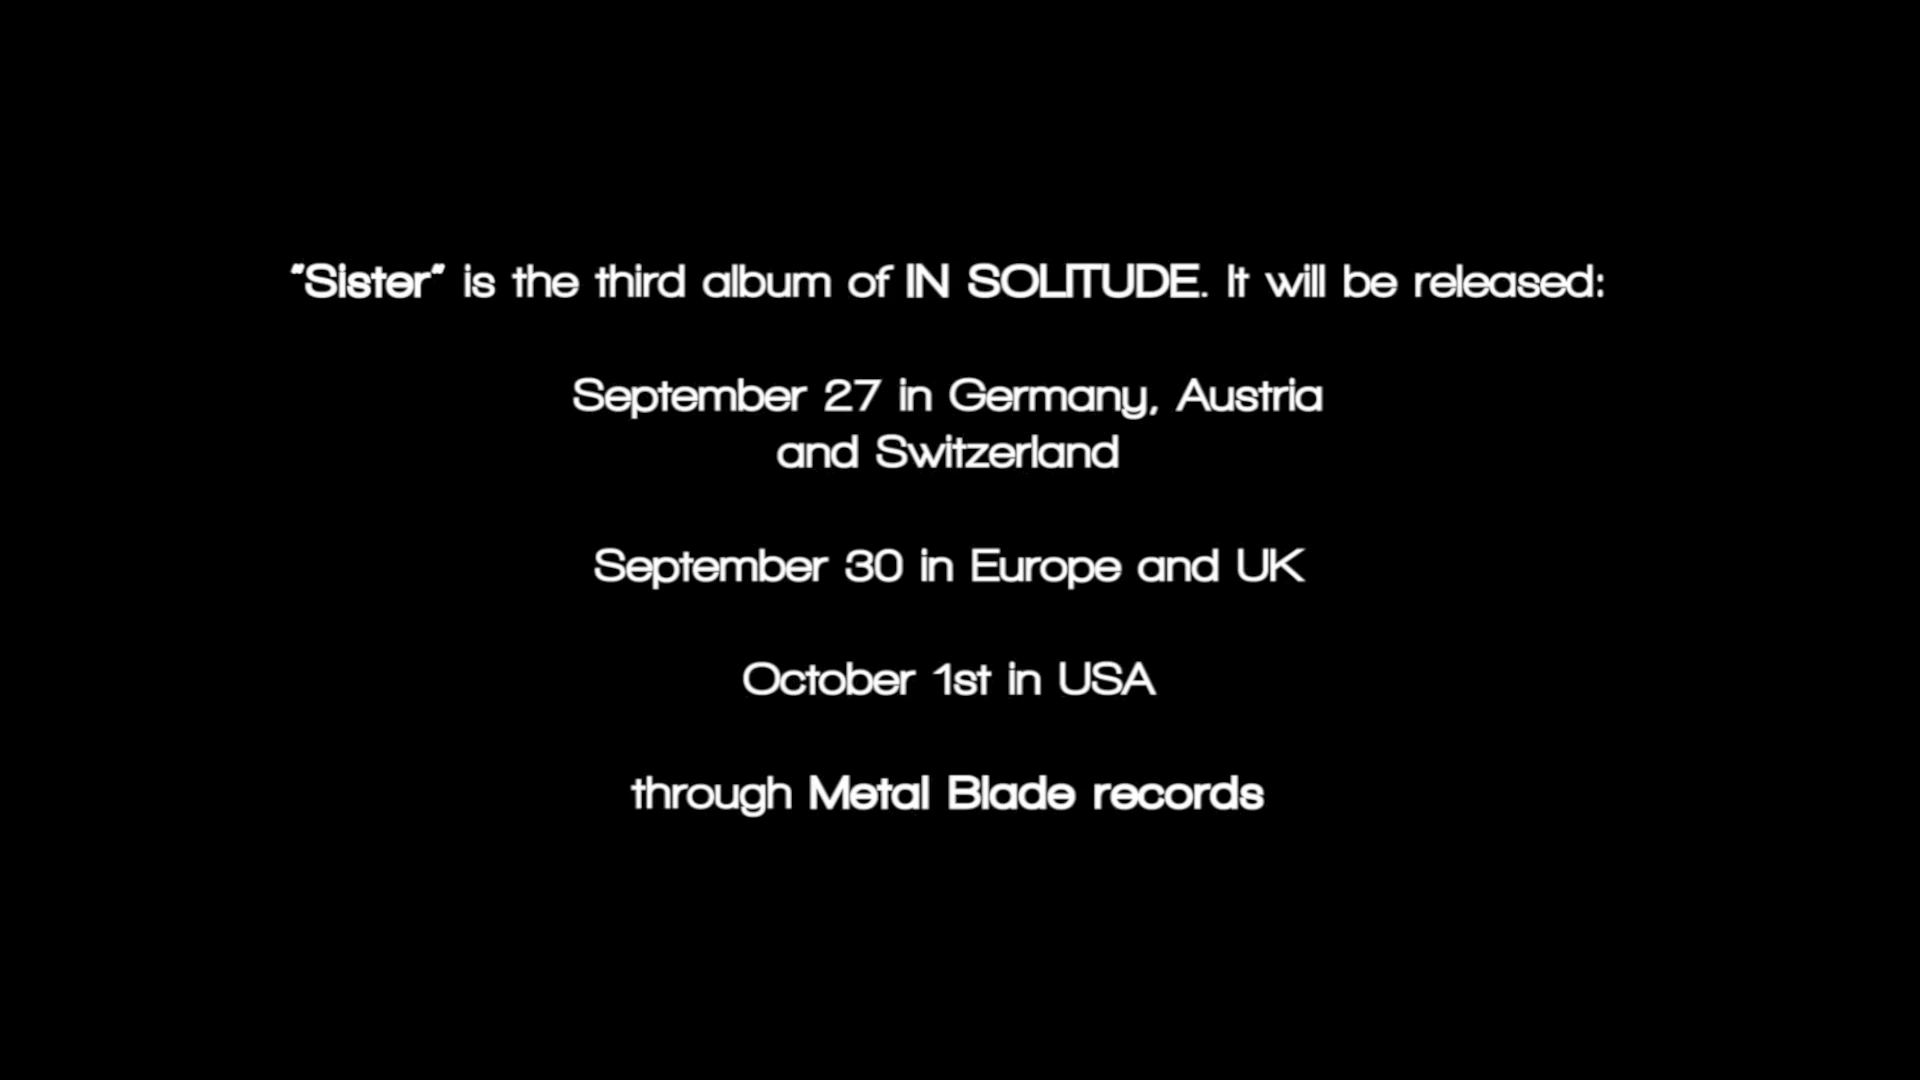 "Sister" is the third album of IN SOLITUDE. It will be released:
September 27 in Germany, Austria
and Switzerland
September 30 in Europe and UK
October 1st in USA
through Metal Blade records